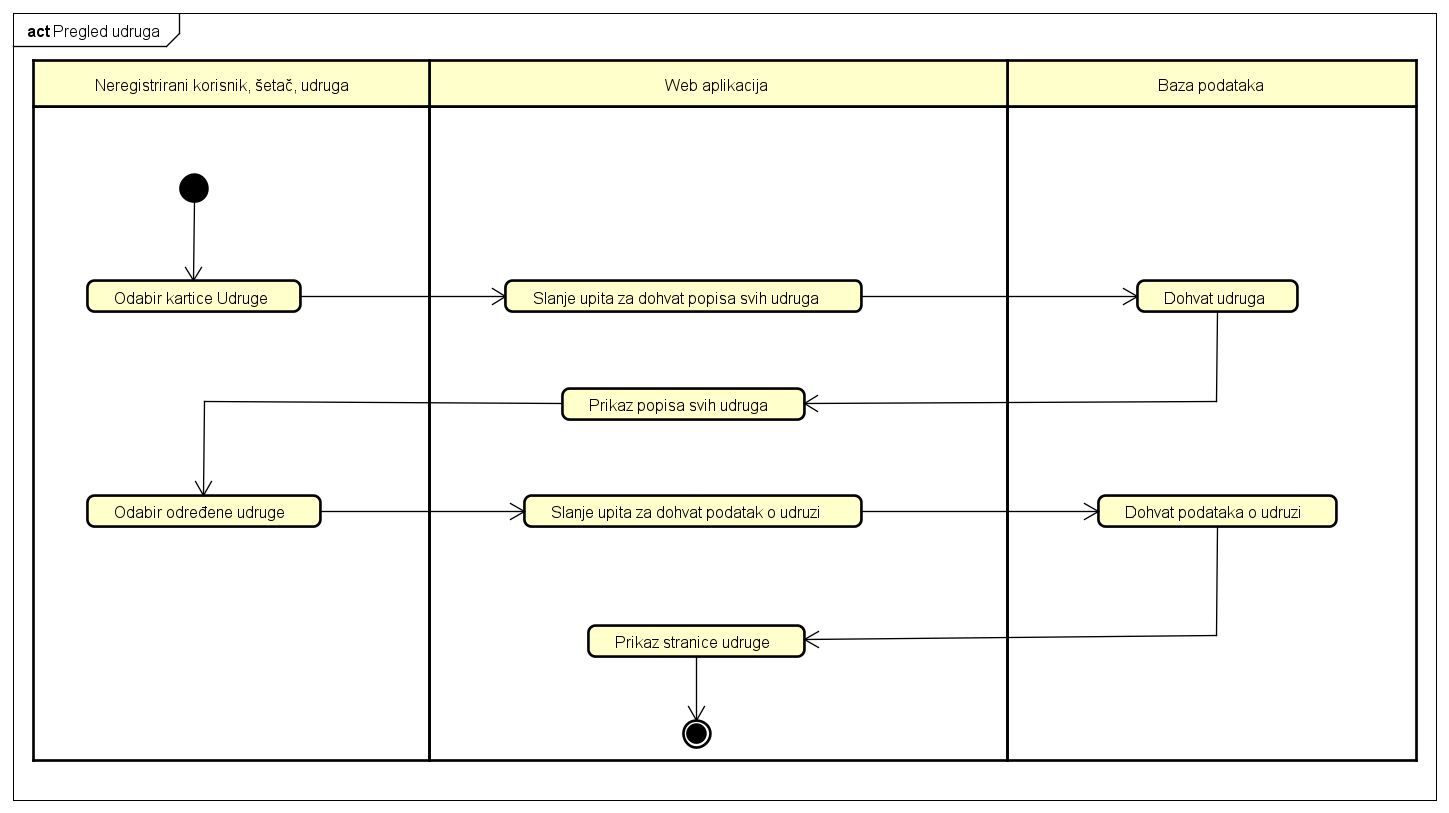 act Pregled udruga
Neregistrirani korisnik, šetač, udruga
Web aplikacija
Baza podataka
Odabir kartice Udruge
Slanje upita za dohvat popisa svih udruga
Dohvat udruga
Prikaz popisa svih udruga
Odabir određene udruge
Slanje upita za dohvat podatak o udruzi
Dohvat podataka o udruzi
Prikaz stranice udruge